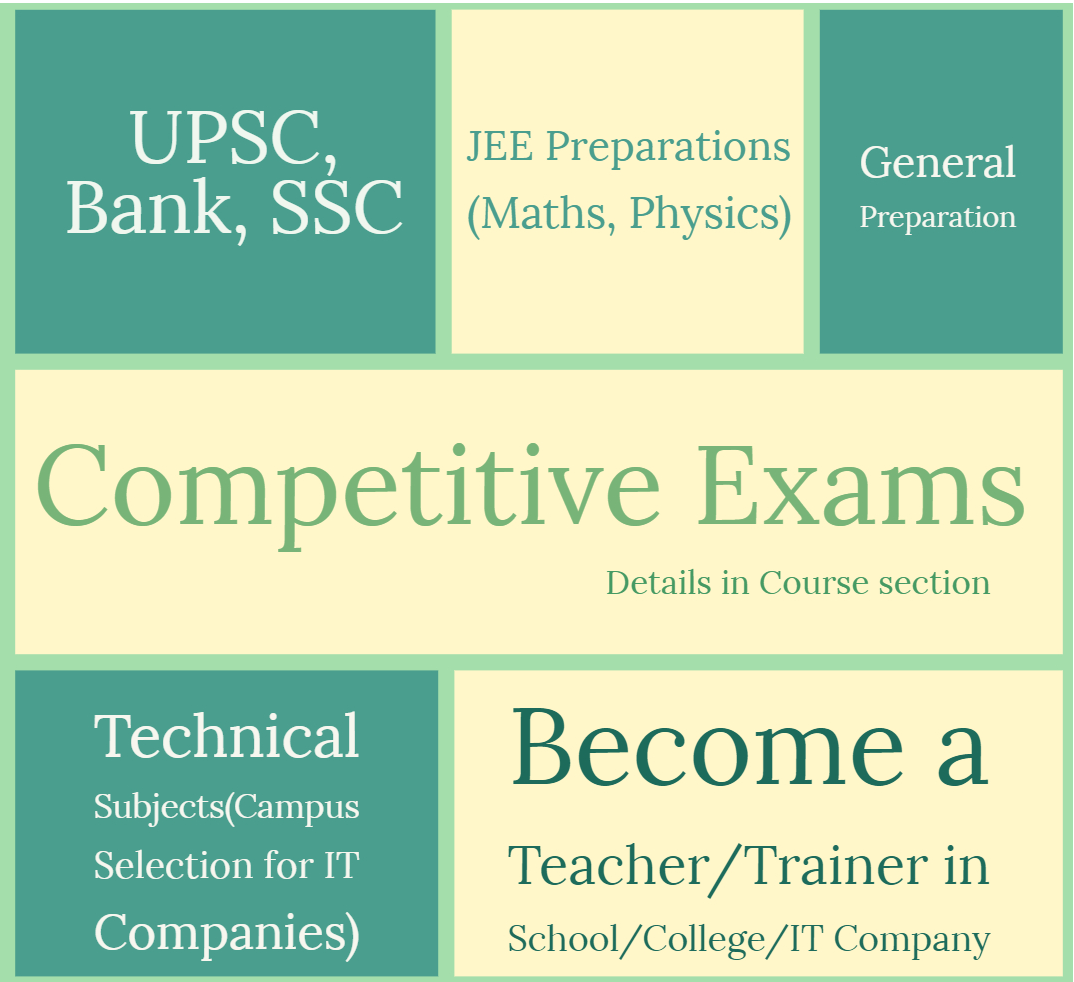 UPSC,
Bank, SSC
JEE Preparations
(Maths, Physics)
General
Preparation
Competitive Exams
Details in Course section
Technical
Subjects(Campus
Selection for IT
Companies)
Become a
Teacher/Trainer in
School/College/IT Company